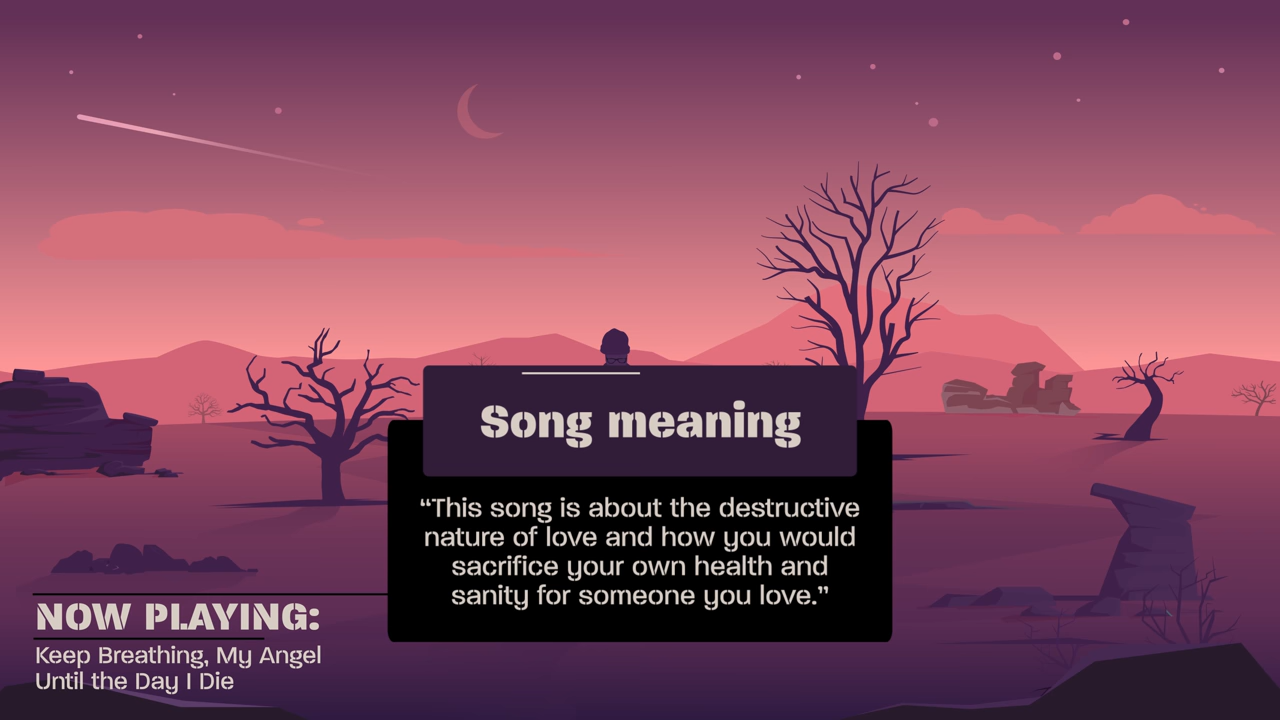 Song meaning
“This song is about the destructive
nature of love and how you would
sacrifice your own health and
sanity for someone you love.”
NOW PLAYING:
Keep Breathing, My Angel
Until the Day I Die